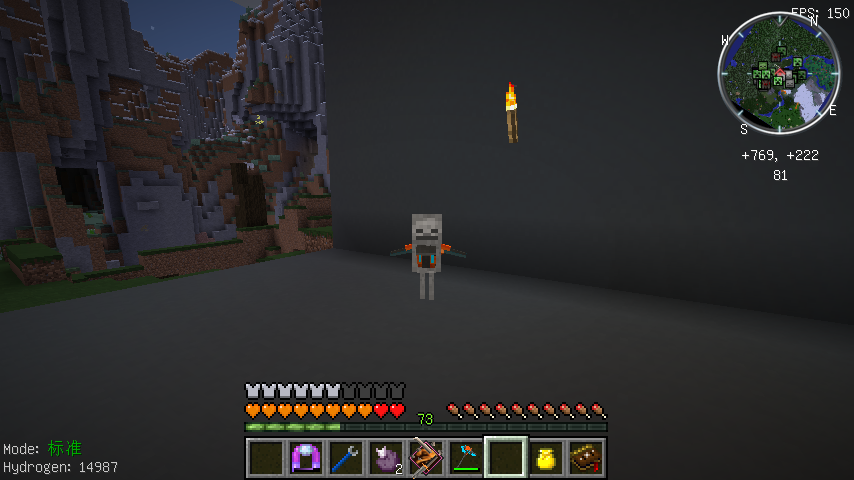 FPS: 150
N
W
E
S
+769, +222
81
73
2
Mode: 标准
Hydrogen: 14987